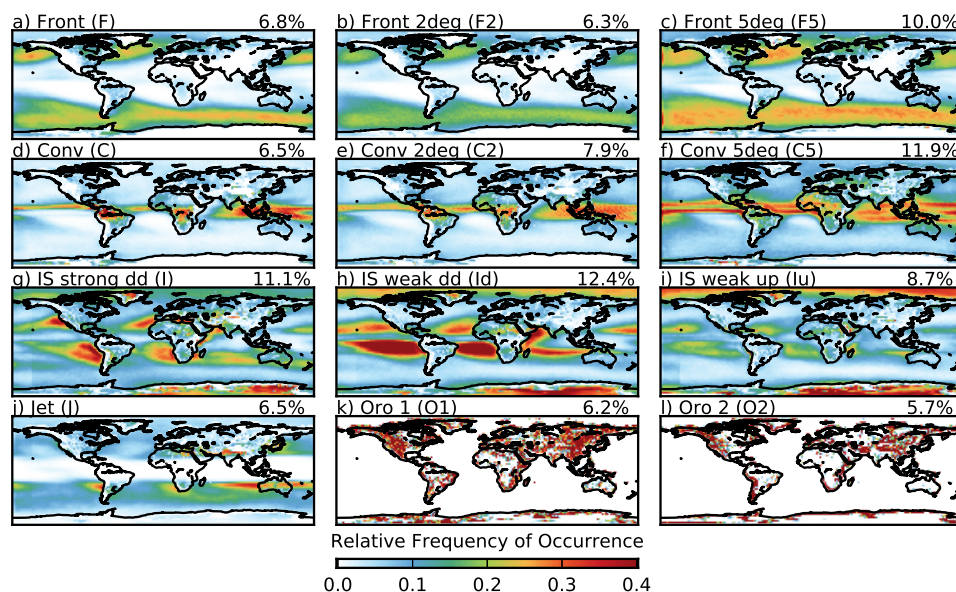 a) Front (F) 6.8%
b) Front 2deg (F2) 6.3%
c) Front 5deg (F5) 10.0%
d) Conv (C) 6.5%
e) Conv 2deg (C2) 7.9%
f) Conv 5deg (C5) 11.9%
g) IS strong dd (I) 11.1%
h) IS weak dd (Id) 12.4%
i) IS weak up (Iu) 8.7%
j) Jet (J) 6.5%
k) Oro 1 (O1) 6.2%
l) Oro 2 (O2) 5.7%
Relative Frequency of Occurrence
0.0 0.1 0.2 0.3 0.4